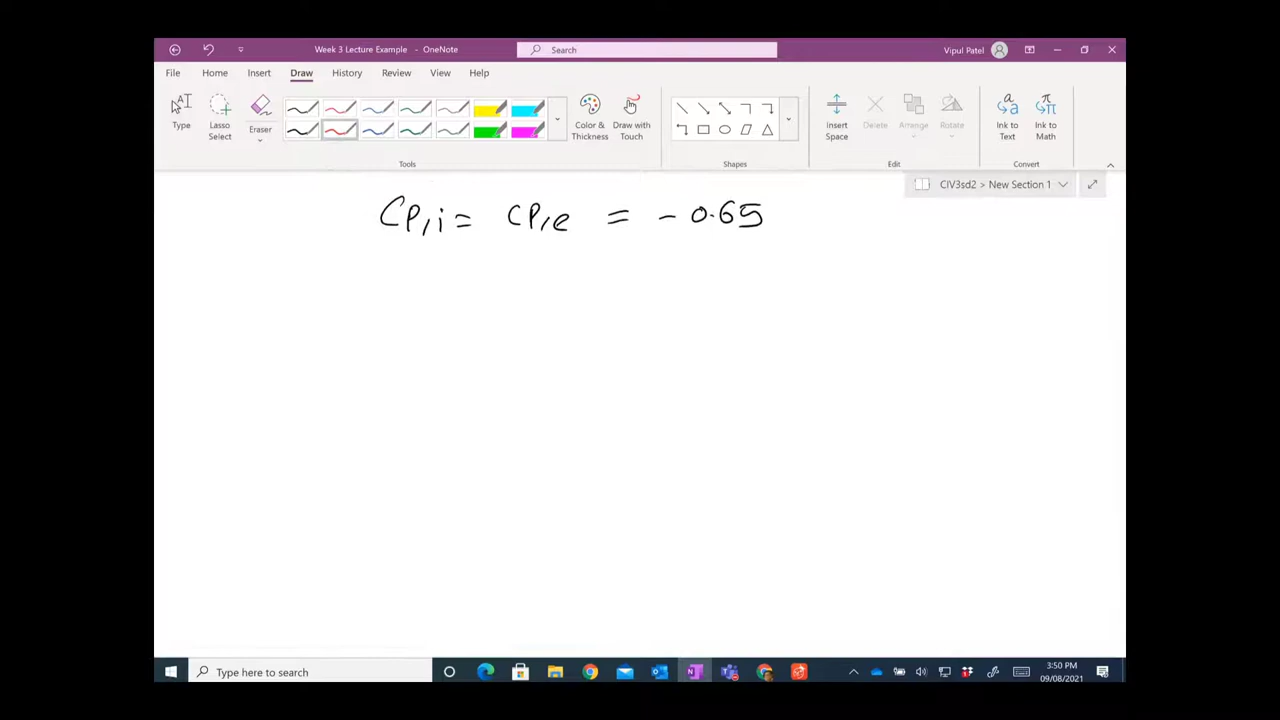 Week 3 Lecture Example - OneNote
Search
Vipul Patel
File Home Insert Draw History Review View Help
Type
Lasso Select
Eraser
Color & Thickness
Draw with Touch
Insert Space
Delete
Arrange
Rotate
Ink to Text
Ink to Math
Tools
Shapes
Edit
Convert
CIV3sd2 > New Section 1
CP,i = CP,e = - 0.65
Type here to search
3:50 PM
09/08/2021